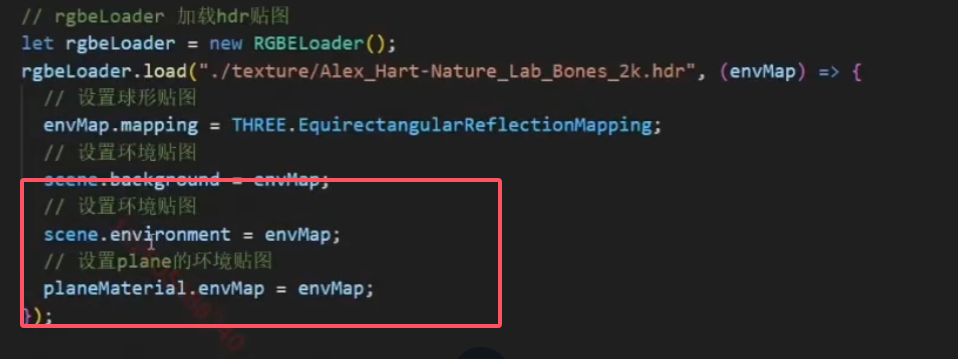 // rgbeLoader 加载hdr贴图
let rgbeLoader = new RGBELoader();
rgbeLoader.load("./texture/Alex_Hart-Nature_Lab_Bones_2k.hdr", (envMap) => {
// 设置球形贴图
envMap.mapping = THREE.EquirectangularReflectionMapping;
// 设置环境贴图
scene.background = envMap;
// 设置环境贴图
scene.environment = envMap;
// 设置plane的环境贴图
planeMaterial.envMap = envMap;
});